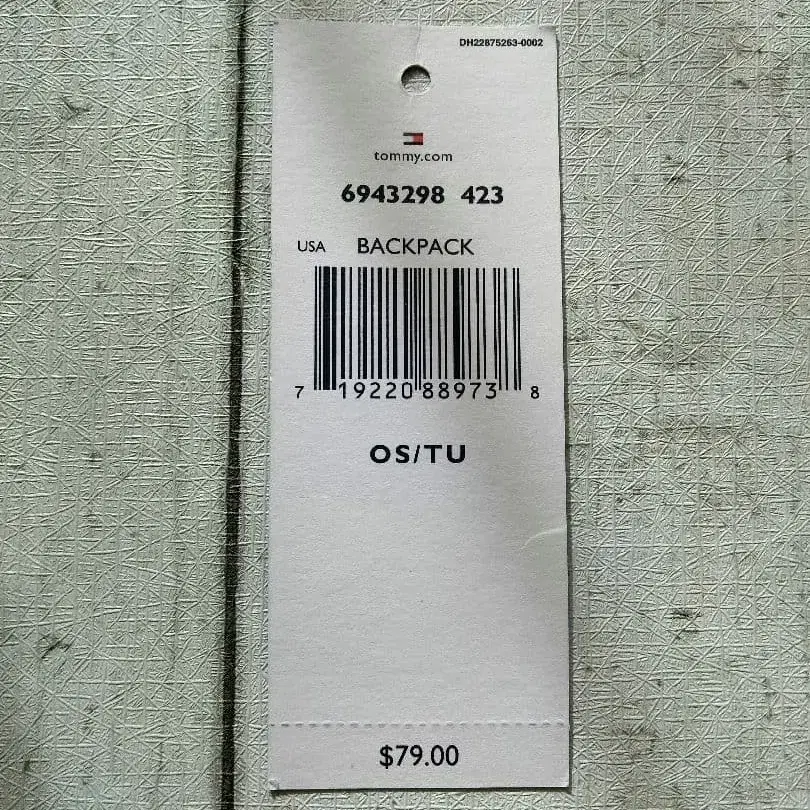 DH22875263-0002
tommy.com
6943298 423
USA BACKPACK
7 19220 88973 8
OS/TU
$79.00